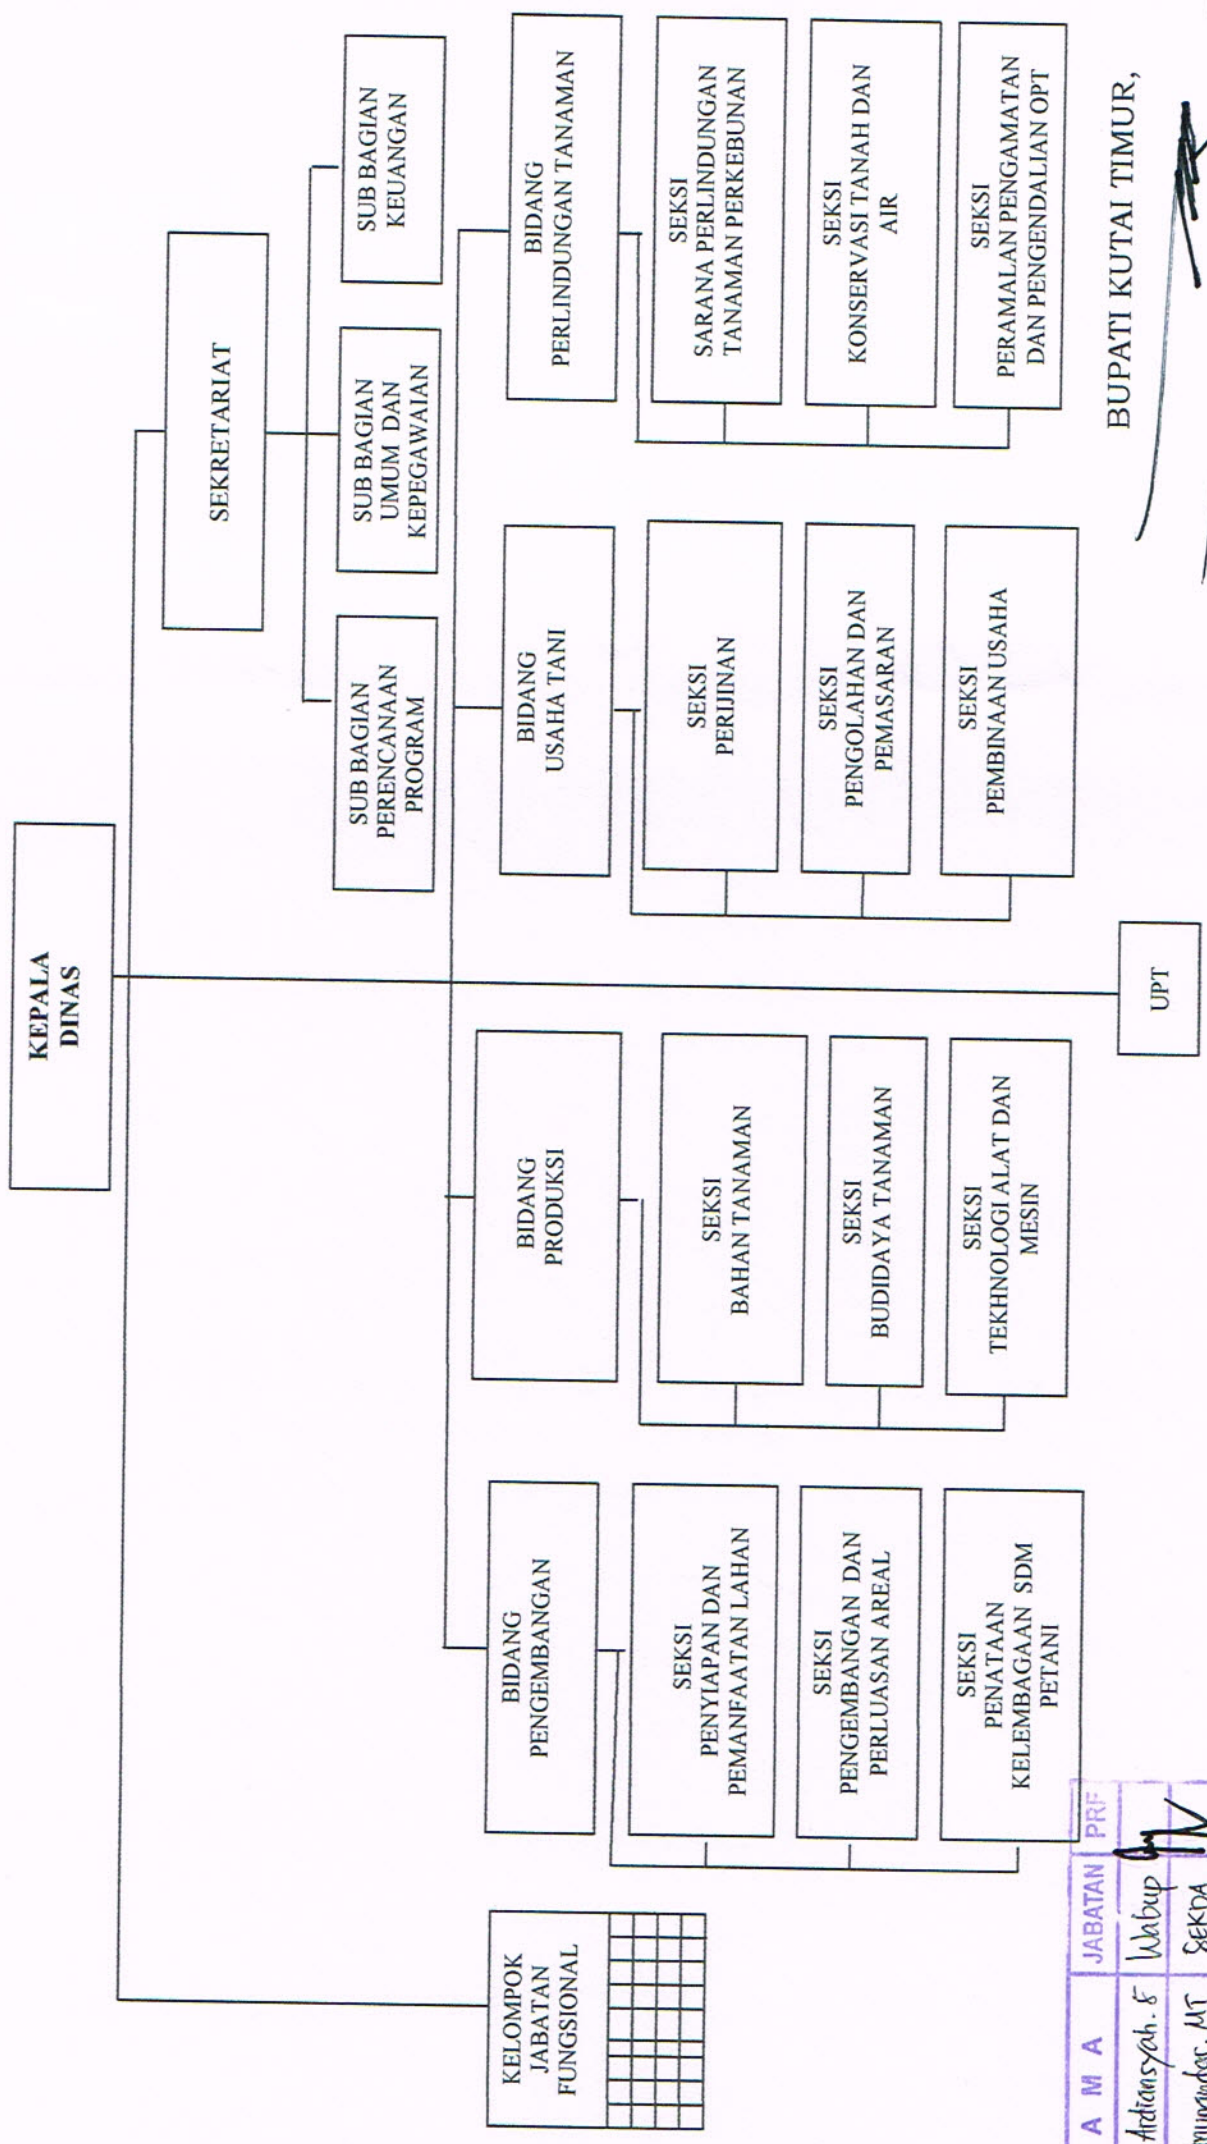 KEPALA
DINAS
SEKRETARIAT
SUB BAGIAN
PERENCANAAN
PROGRAM
SUB BAGIAN
UMUM DAN
KEPEGAWAIAN
SUB BAGIAN
KEUANGAN
KELOMPOK
JABATAN
FUNGSIONAL
BIDANG
PENGEMBANGAN
SEKSI
PENYIAPAN DAN
PEMANFAATAN LAHAN
SEKSI
PENGEMBANGAN DAN
PERLUASAN AREAL
SEKSI
PENATAAN
KELEMBAGAAN SDM
PETANI
BIDANG
PRODUKSI
SEKSI
BAHAN TANAMAN
SEKSI
BUDIDAYA TANAMAN
SEKSI
TEKHNOLOGI ALAT DAN
MESIN
BIDANG
USAHA TANI
SEKSI
PERIJINAN
SEKSI
PENGOLAHAN DAN
PEMASARAN
SEKSI
PEMBINAAN USAHA
BIDANG
PERLINDUNGAN TANAMAN
SEKSI
SARANA PERLINDUNGAN
TANAMAN PERKEBUNAN
SEKSI
KONSERVASI TANAH DAN
AIR
SEKSI
PERAMALAN PENGAMATAN
DAN PENGENDALIAN OPT
UPT
BUPATI KUTAI TIMUR,
A M A JABATAN PRF
Ardiansyah. S Wabup
MT SEKDA